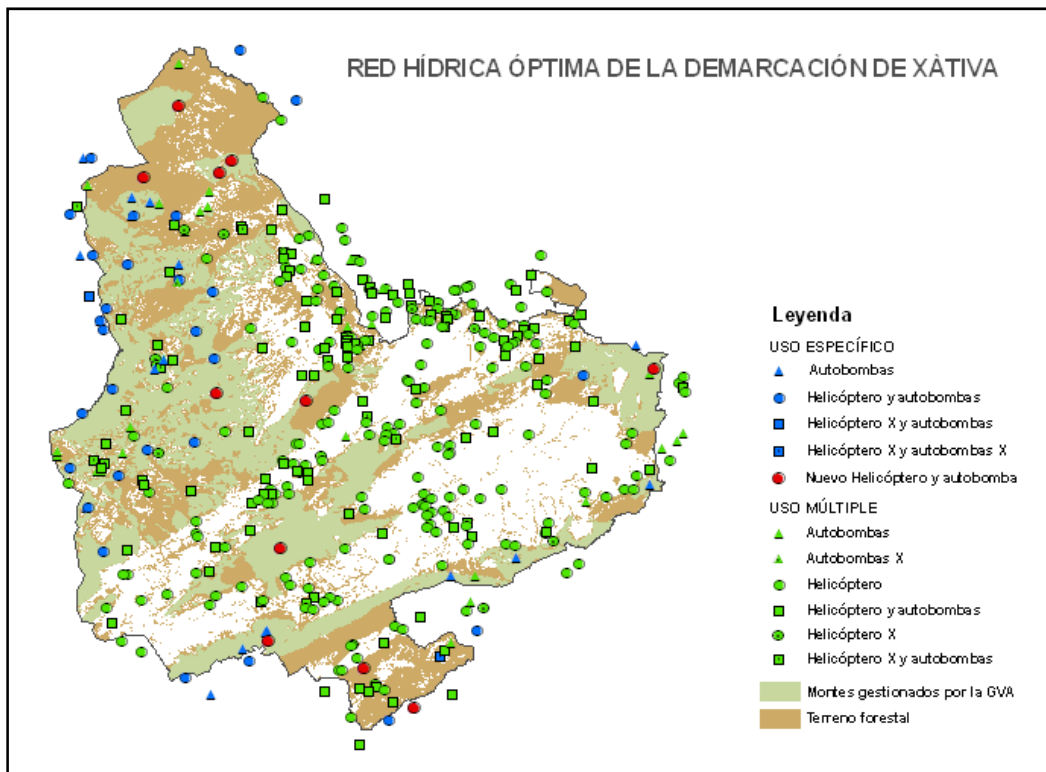 RED HÍDRICA ÓPTIMA DE LA DEMARCACIÓN DE XÀTIVA
Leyenda
USO ESPECÍFICO
Autobombas
Helicóptero y autobombas
Helicóptero X y autobombas
Helicóptero X y autobombas X
Nuevo Helicóptero y autobomba
USO MÚLTIPLE
Autobombas
Autobombas X
Helicóptero
Helicóptero y autobombas
Helicóptero X
Helicóptero X y autobombas
Montes gestionados por la GVA
Terreno forestal